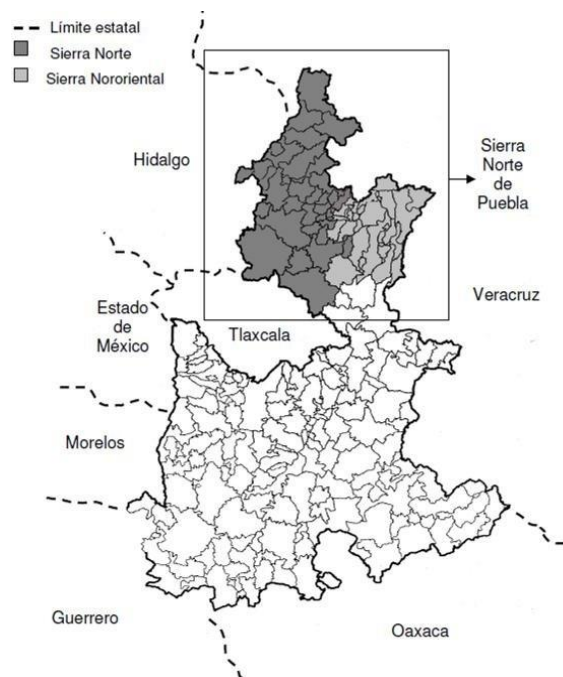 Límite estatal
Sierra Norte
Sierra Nororiental
Hidalgo
Sierra
Norte
de
Puebla
Estado
de
México
Tlaxcala
Veracruz
Morelos
Guerrero
Oaxaca